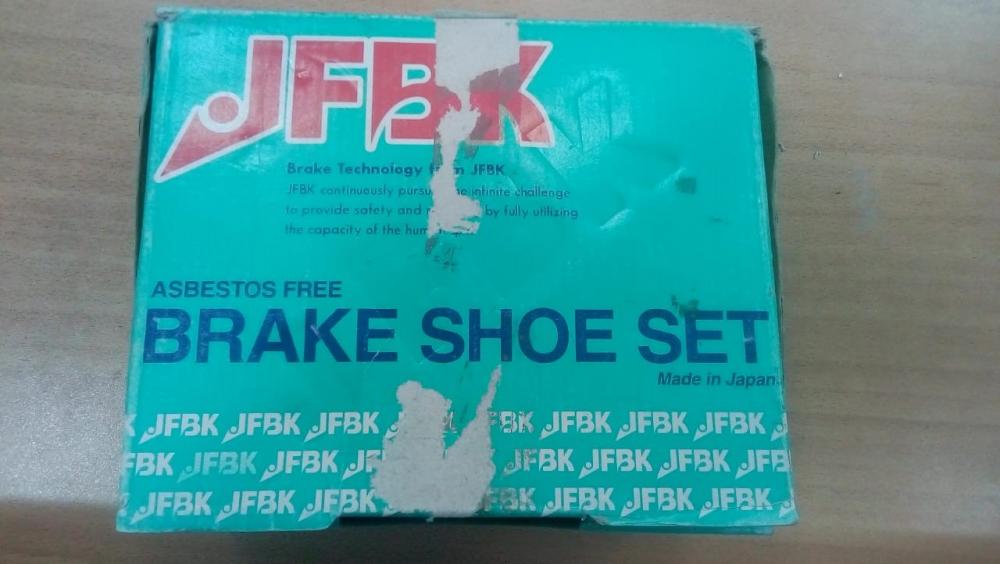 JFBK
Brake Technology JFBK
JFBK continuously infinite challenge
to provide safety and by fully utilizing
the capacity of the
ASBESTOS FREE
BRAKE SHOE SET
Made in Japan
JFBK JFBK JFBK JFBK JFBK JFBK
JFBK JFBK JFBK JFBK JFBK JFBK
JFBK JFBK JFBK JFBK JFBK JFBK